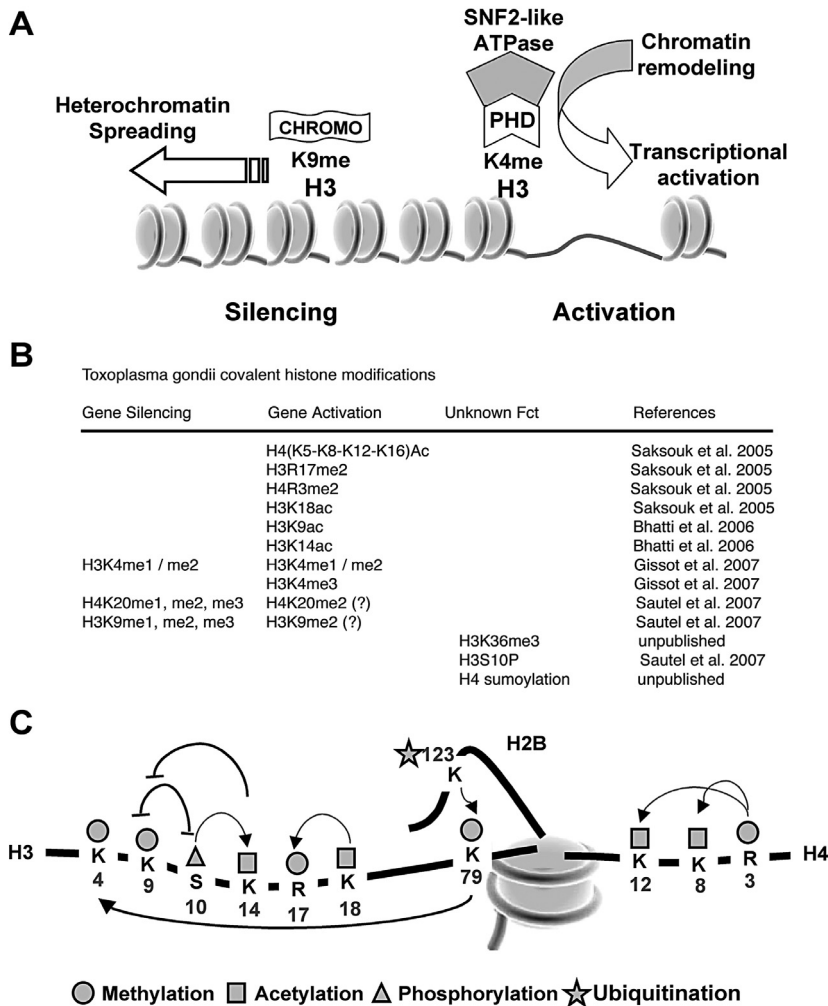 A
SNF2-like
ATPase
Chromatin
remodeling
Heterochromatin
Spreading
CHROMO
PHD
K9me
H3
K4me
H3
Transcriptional
activation
Silencing
Activation
B
Toxoplasma gondii covalent histone modifications
Gene Silencing Gene Activation Unknown Fct References
H4(K5-K8-K12-K16)Ac Saksouk et al. 2005
H3R17me2 Saksouk et al. 2005
H4R3me2 Saksouk et al. 2005
H3K18ac Saksouk et al. 2005
H3K9ac Bhatti et al. 2006
H3K14ac Bhatti et al. 2006
H3K4me1 / me2 H3K4me1 / me2 Gissot et al. 2007
H3K4me3 Gissot et al. 2007
H4K20me1, me2, me3 H4K20me2 (?) Sautel et al. 2007
H3K9me1, me2, me3 H3K9me2 (?) Sautel et al. 2007
H3K36me3 unpublished
H3S10P Sautel et al. 2007
H4 sumoylation unpublished
C
123
K
H2B
H3
K
4
K
9
S
10
K
14
R
17
K
18
K
79
K
12
K
8
R
3
H4
Methylation Acetylation Phosphorylation Ubiquitination